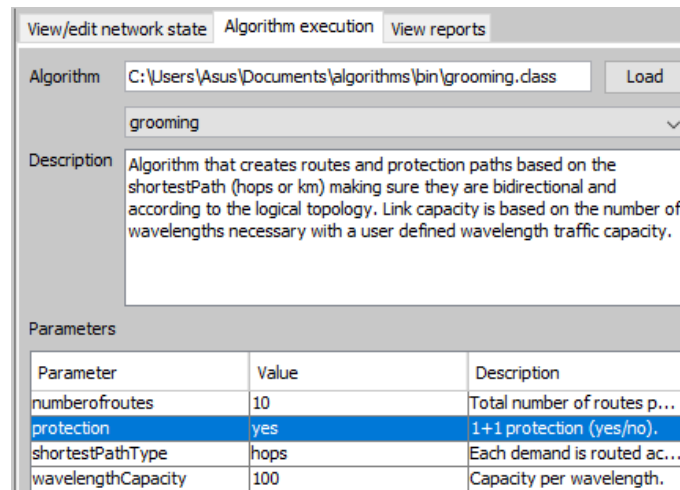 View/edit network state Algorithm execution View reports
Algorithm C:\Users\Asus\Documents\algorithms\bin\grooming.class Load
grooming
Description Algorithm that creates routes and protection paths based on the
shortestPath (hops or km) making sure they are bidirectional and
according to the logical topology. Link capacity is based on the number of
wavelengths necessary with a user defined wavelength traffic capacity.
Parameters
Parameter Value Description
numberofroutes 10 Total number of routes p...
protection yes 1+1 protection (yes/no).
shortestPathType hops Each demand is routed ac...
wavelengthCapacity 100 Capacity per wavelength.